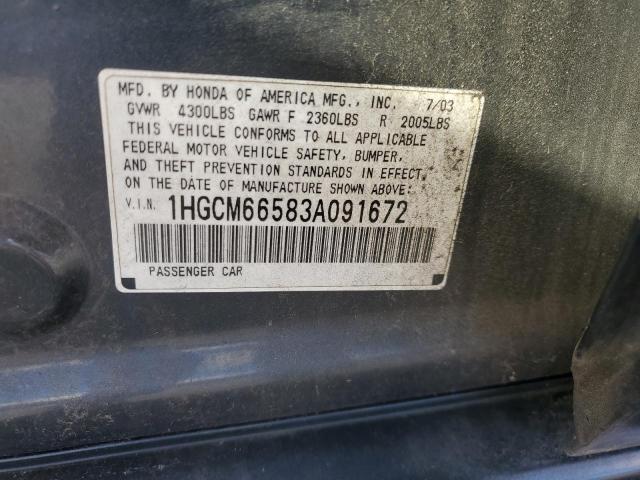 MFD. BY HONDA OF AMERICA MFG., INC. 7/03
GVWR 4300LBS GAWR F 2360LBS R 2005LBS
THIS VEHICLE CONFORMS TO ALL APPLICABLE
FEDERAL MOTOR VEHICLE SAFETY, BUMPER,
AND THEFT PREVENTION STANDARDS IN EFFECT
ON THE DATE OF MANUFACTURE SHOWN ABOVE.
V.I.N. 1HGCM66583A091672
PASSENGER CAR